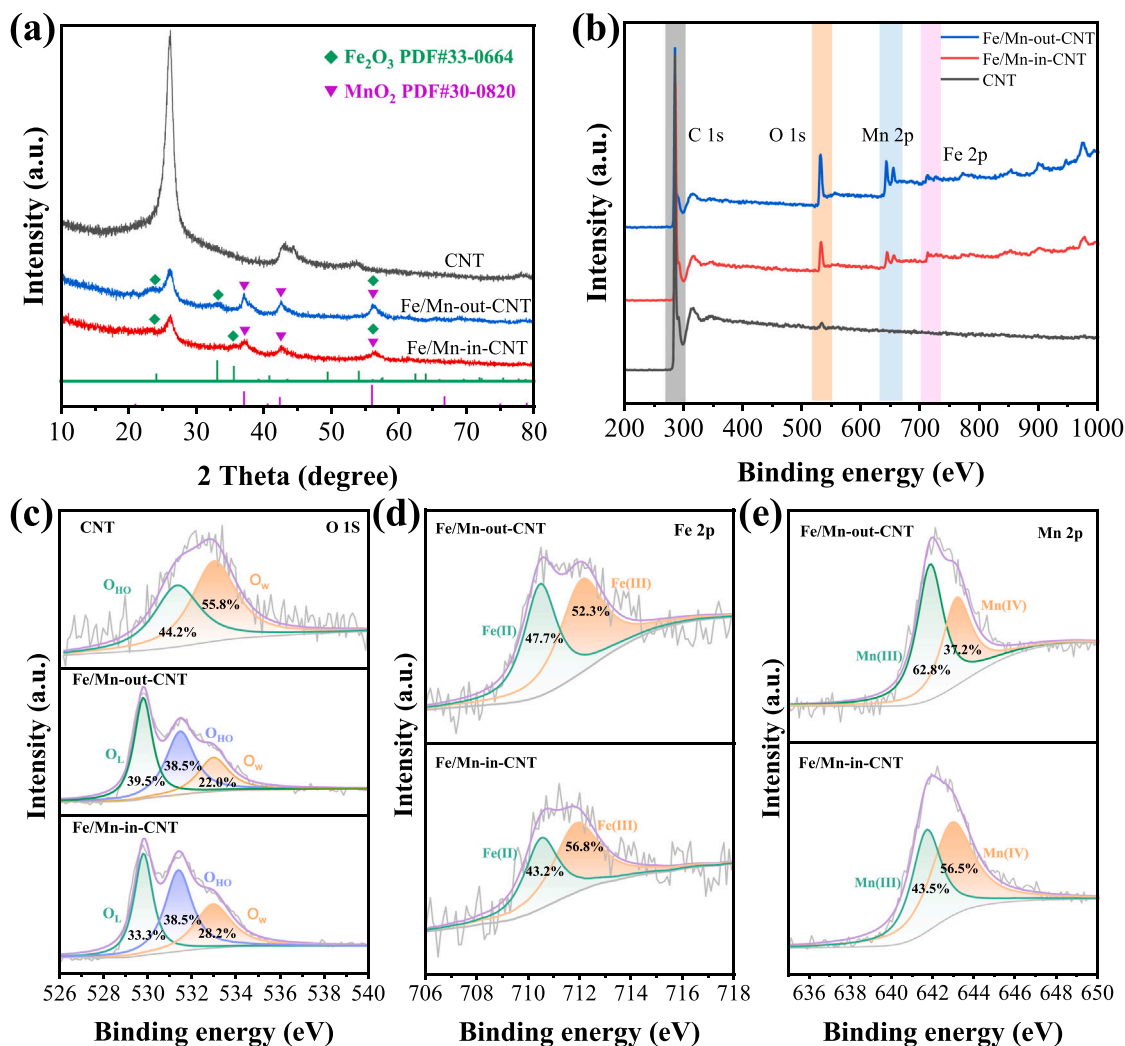 (a)
Fe₂O₃ PDF#33-0664
MnO₂ PDF#30-0820
CNT
Fe/Mn-out-CNT
Fe/Mn-in-CNT
Intensity (a.u.)
10 20 30 40 50 60 70 80
2 Theta (degree)
(b)
Fe/Mn-out-CNT
Fe/Mn-in-CNT
CNT
C 1s
O 1s
Mn 2p
Fe 2p
Intensity (a.u.)
200 300 400 500 600 700 800 900 1000
Binding energy (eV)
(c)
CNT
O 1S
O_HO
O_w
55.8%
44.2%
Fe/Mn-out-CNT
O_L
O_HO
O_w
39.5%
38.5%
22.0%
Fe/Mn-in-CNT
O_L
O_HO
O_w
33.3%
38.5%
28.2%
Intensity (a.u.)
526 528 530 532 534 536 538 540
Binding energy (eV)
(d)
Fe/Mn-out-CNT
Fe 2p
Fe(III)
Fe(II)
52.3%
47.7%
Fe/Mn-in-CNT
Fe(III)
Fe(II)
56.8%
43.2%
Intensity (a.u.)
706 708 710 712 714 716 718
Binding energy (eV)
(e)
Fe/Mn-out-CNT
Mn 2p
Mn(IV)
37.2%
Mn(III)
62.8%
Fe/Mn-in-CNT
Mn(IV)
56.5%
Mn(III)
43.5%
Intensity (a.u.)
636 638 640 642 644 646 648 650
Binding energy (eV)